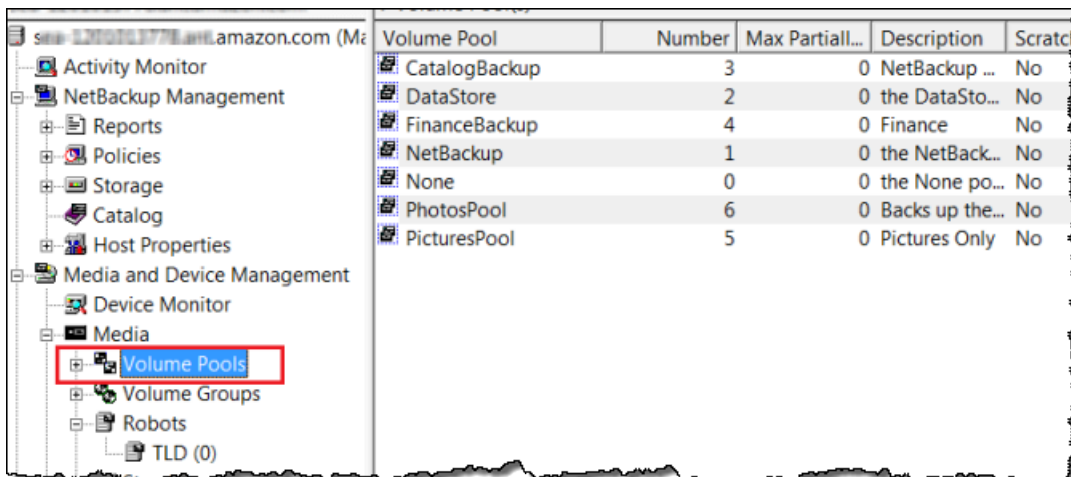 .amazon.com (Ma
Activity Monitor
NetBackup Management
Reports
Policies
Storage
Catalog
Host Properties
Media and Device Management
Device Monitor
Media
Volume Pools
Volume Groups
Robots
TLD (0)
Volume Pool Number Max Partiall... Description Scratc
CatalogBackup 3 0 NetBackup ... No
DataStore 2 0 the DataSto... No
FinanceBackup 4 0 Finance No
NetBackup 1 0 the NetBack... No
None 0 0 the None po... No
PhotosPool 6 0 Backs up the... No
PicturesPool 5 0 Pictures Only No